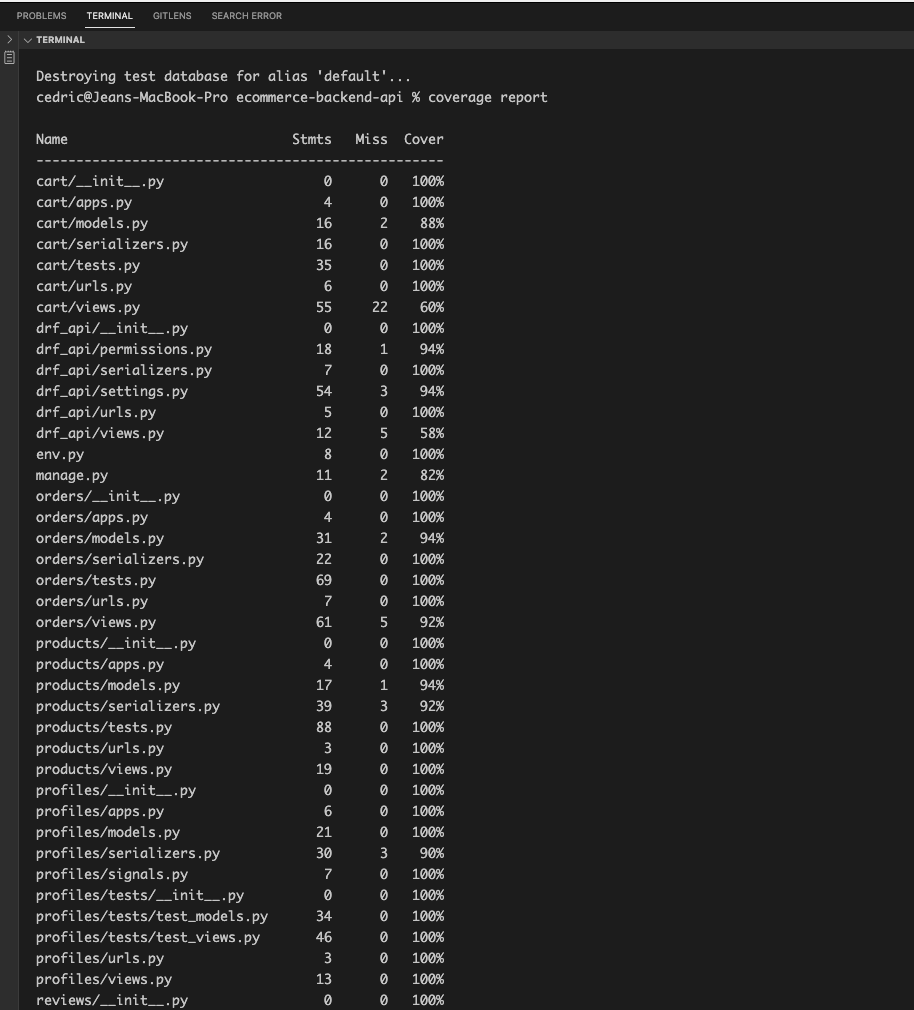 PROBLEMS TERMINAL GITLENS SEARCH ERROR
TERMINAL
Destroying test database for alias 'default'...
cedric@Jeans-MacBook-Pro ecommerce-backend-api % coverage report
Name Stmts Miss Cover
---------------------------------------------------
cart/__init__.py 0 0 100%
cart/apps.py 4 0 100%
cart/models.py 16 2 88%
cart/serializers.py 16 0 100%
cart/tests.py 35 0 100%
cart/urls.py 6 0 100%
cart/views.py 55 22 60%
drf_api/__init__.py 0 0 100%
drf_api/permissions.py 18 1 94%
drf_api/serializers.py 7 0 100%
drf_api/settings.py 54 3 94%
drf_api/urls.py 5 0 100%
drf_api/views.py 12 5 58%
env.py 8 0 100%
manage.py 11 2 82%
orders/__init__.py 0 0 100%
orders/apps.py 4 0 100%
orders/models.py 31 2 94%
orders/serializers.py 22 0 100%
orders/tests.py 69 0 100%
orders/urls.py 7 0 100%
orders/views.py 61 5 92%
products/__init__.py 0 0 100%
products/apps.py 4 0 100%
products/models.py 17 1 94%
products/serializers.py 39 3 92%
products/tests.py 88 0 100%
products/urls.py 3 0 100%
products/views.py 19 0 100%
profiles/__init__.py 0 0 100%
profiles/apps.py 6 0 100%
profiles/models.py 21 0 100%
profiles/serializers.py 30 3 90%
profiles/signals.py 7 0 100%
profiles/tests/__init__.py 0 0 100%
profiles/tests/test_models.py 34 0 100%
profiles/tests/test_views.py 46 0 100%
profiles/urls.py 3 0 100%
profiles/views.py 13 0 100%
reviews/__init__.py 0 0 100%